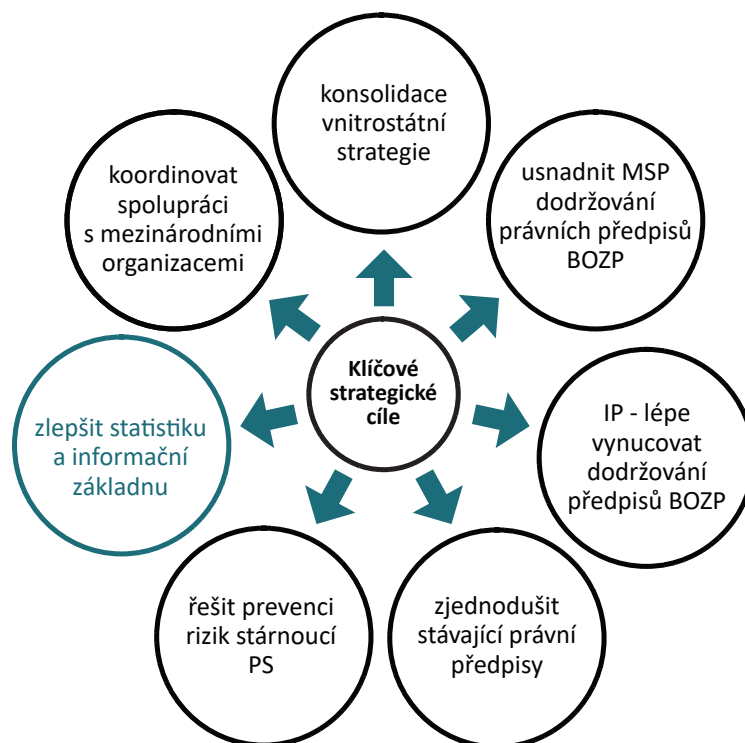 konsolidace
vnitrostátní
strategie
usnadnit MSP
dodržování
právních předpisů
BOZP
IP - lépe
vynucovat
dodržování
předpisů BOZP
zjednodušit
stávající právní
předpisy
řešit prevenci
rizik stárnoucí
PS
zlepšit statistiku
a informační
základnu
koordinovat
spolupráci
s mezinárodními
organizacemi
Klíčové
strategické
cíle